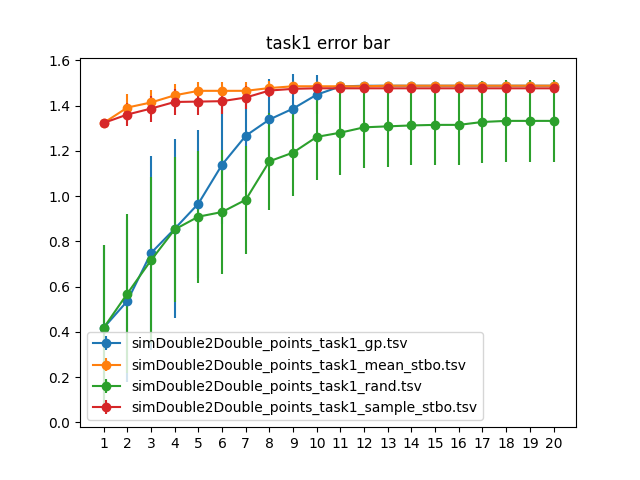 task1 error bar
1.6
1.4
1.2
1.0
0.8
0.6
0.4
0.2
0.0
simDouble2Double_points_task1_gp.tsv
simDouble2Double_points_task1_mean_stbo.tsv
simDouble2Double_points_task1_rand.tsv
simDouble2Double_points_task1_sample_stbo.tsv
1 2 3 4 5 6 7 8 9 10 11 12 13 14 15 16 17 18 19 20